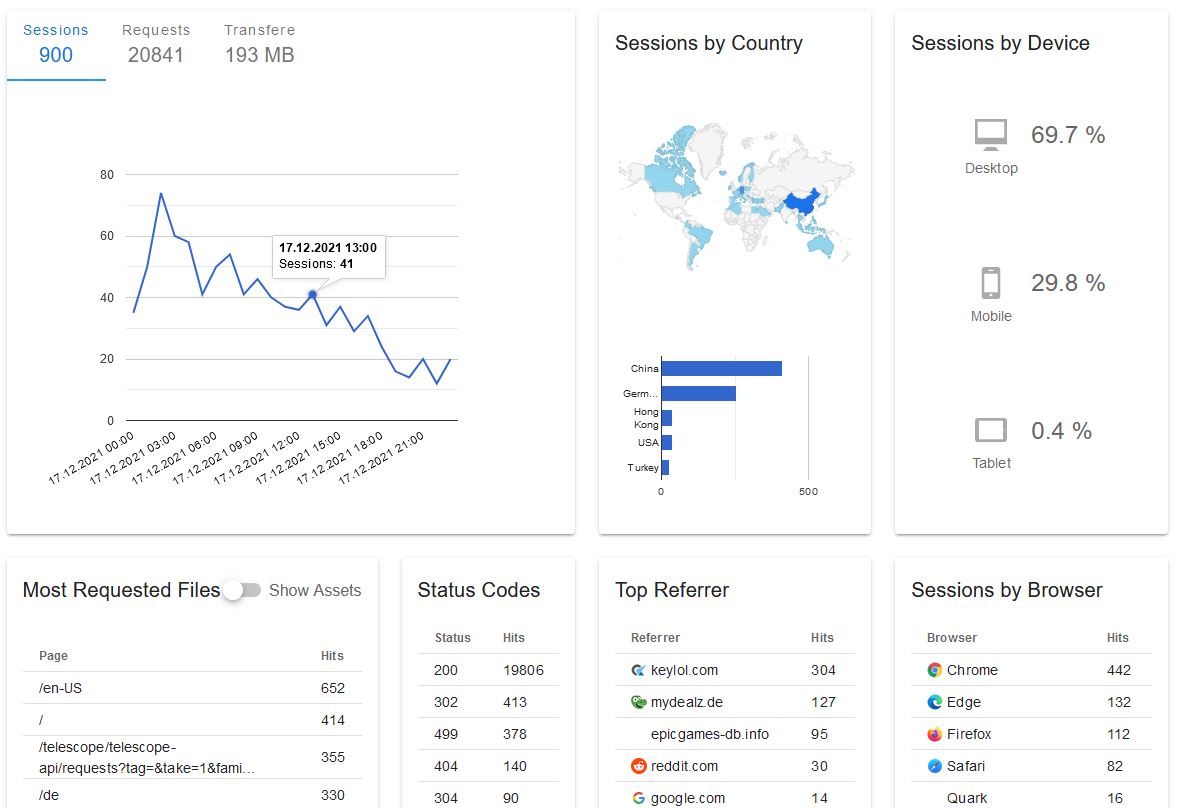 Sessions
900
Requests
20841
Transfere
193 MB
80
60
40
20
0
17.12.2021 13:00
Sessions: 41
17.12.2021 00:00
17.12.2021 03:00
17.12.2021 06:00
17.12.2021 09:00
17.12.2021 12:00
17.12.2021 15:00
17.12.2021 18:00
17.12.2021 21:00
Sessions by Country
China
Germ...
Hong
Kong
USA
Turkey
0 500
Sessions by Device
69.7 %
Desktop
29.8 %
Mobile
0.4 %
Tablet
Most Requested Files Show Assets
Page Hits
/en-US 652
/ 414
/telescope/telescope-
api/requests?tag=&take=1&fami... 355
/de 330
Status Codes
Status Hits
200 19806
302 413
499 378
404 140
304 90
Top Referrer
Referrer Hits
keylol.com 304
mydealz.de 127
epicgames-db.info 95
reddit.com 30
google.com 14
Sessions by Browser
Browser Hits
Chrome 442
Edge 132
Firefox 112
Safari 82
Quark 16